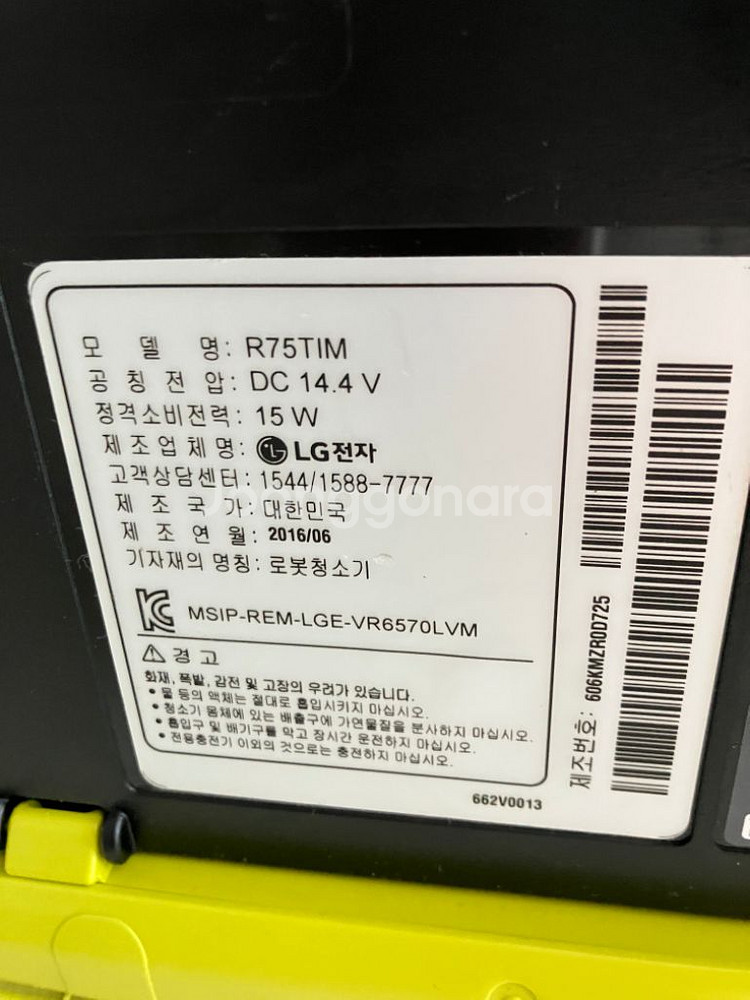 모 델 명: R75TIM
공 칭 전 압: DC 14.4 V
정격소비전력: 15 W
제 조 업 체 명: LG전자
고객상담센터: 1544/1588-7777
제 조 국 가: 대한민국
제 조 연 월: 2016/06
기자재의 명칭: 로봇청소기
MSIP-REM-LGE-VR6570LVM
경 고
화재, 폭발, 감전 및 고장의 우려가 있습니다.
• 물 등의 액체는 절대로 흡입시키지 마십시오.
• 청소기 몸체에 있는 배출구에 가연물질을 분사하지 마십시오.
• 흡입구 및 배기구를 막고 장시간 운전하지 마십시오.
• 전용충전기 이외의 것으로는 충전하지 마십시오.
662V0013
제조번호: 606KMZR0D725
Joonggonara